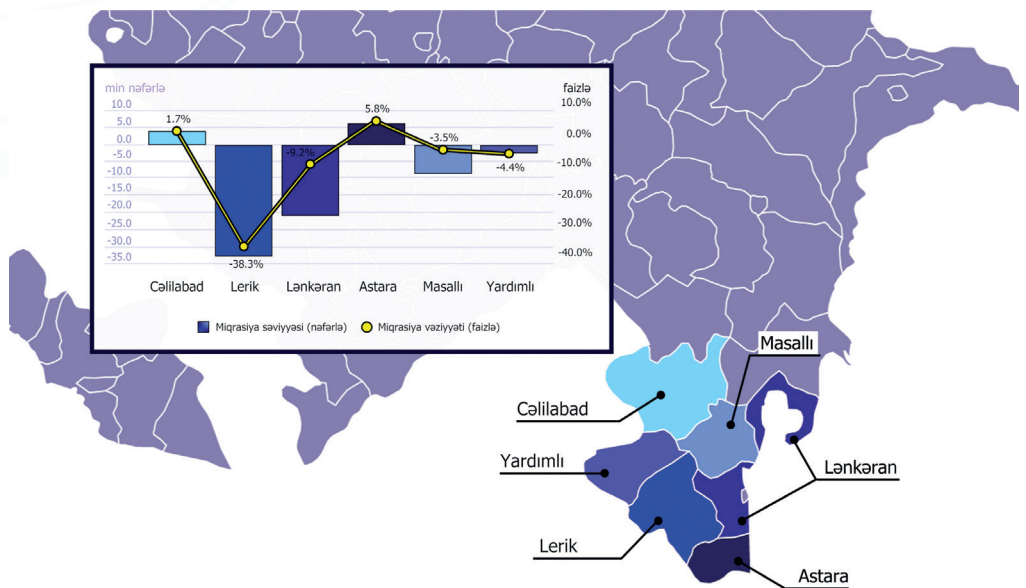 min nəfərlə
faizlə
10.0
5.0
0.0
-5.0
-10.0
-15.0
-20.0
-25.0
-30.0
-35.0
10.0%
0.0%
-10.0%
-20.0%
-30.0%
-40.0%
1.7%
-38.3%
-9.2%
5.8%
-3.5%
-4.4%
Cəlilabad Lerik Lənkəran Astara Masallı Yardımlı
Miqrasiya səviyyəsi (nəfərlə) Miqrasiya vəziyyəti (faizlə)
Masallı
Cəlilabad
Yardımlı
Lənkəran
Lerik
Astara